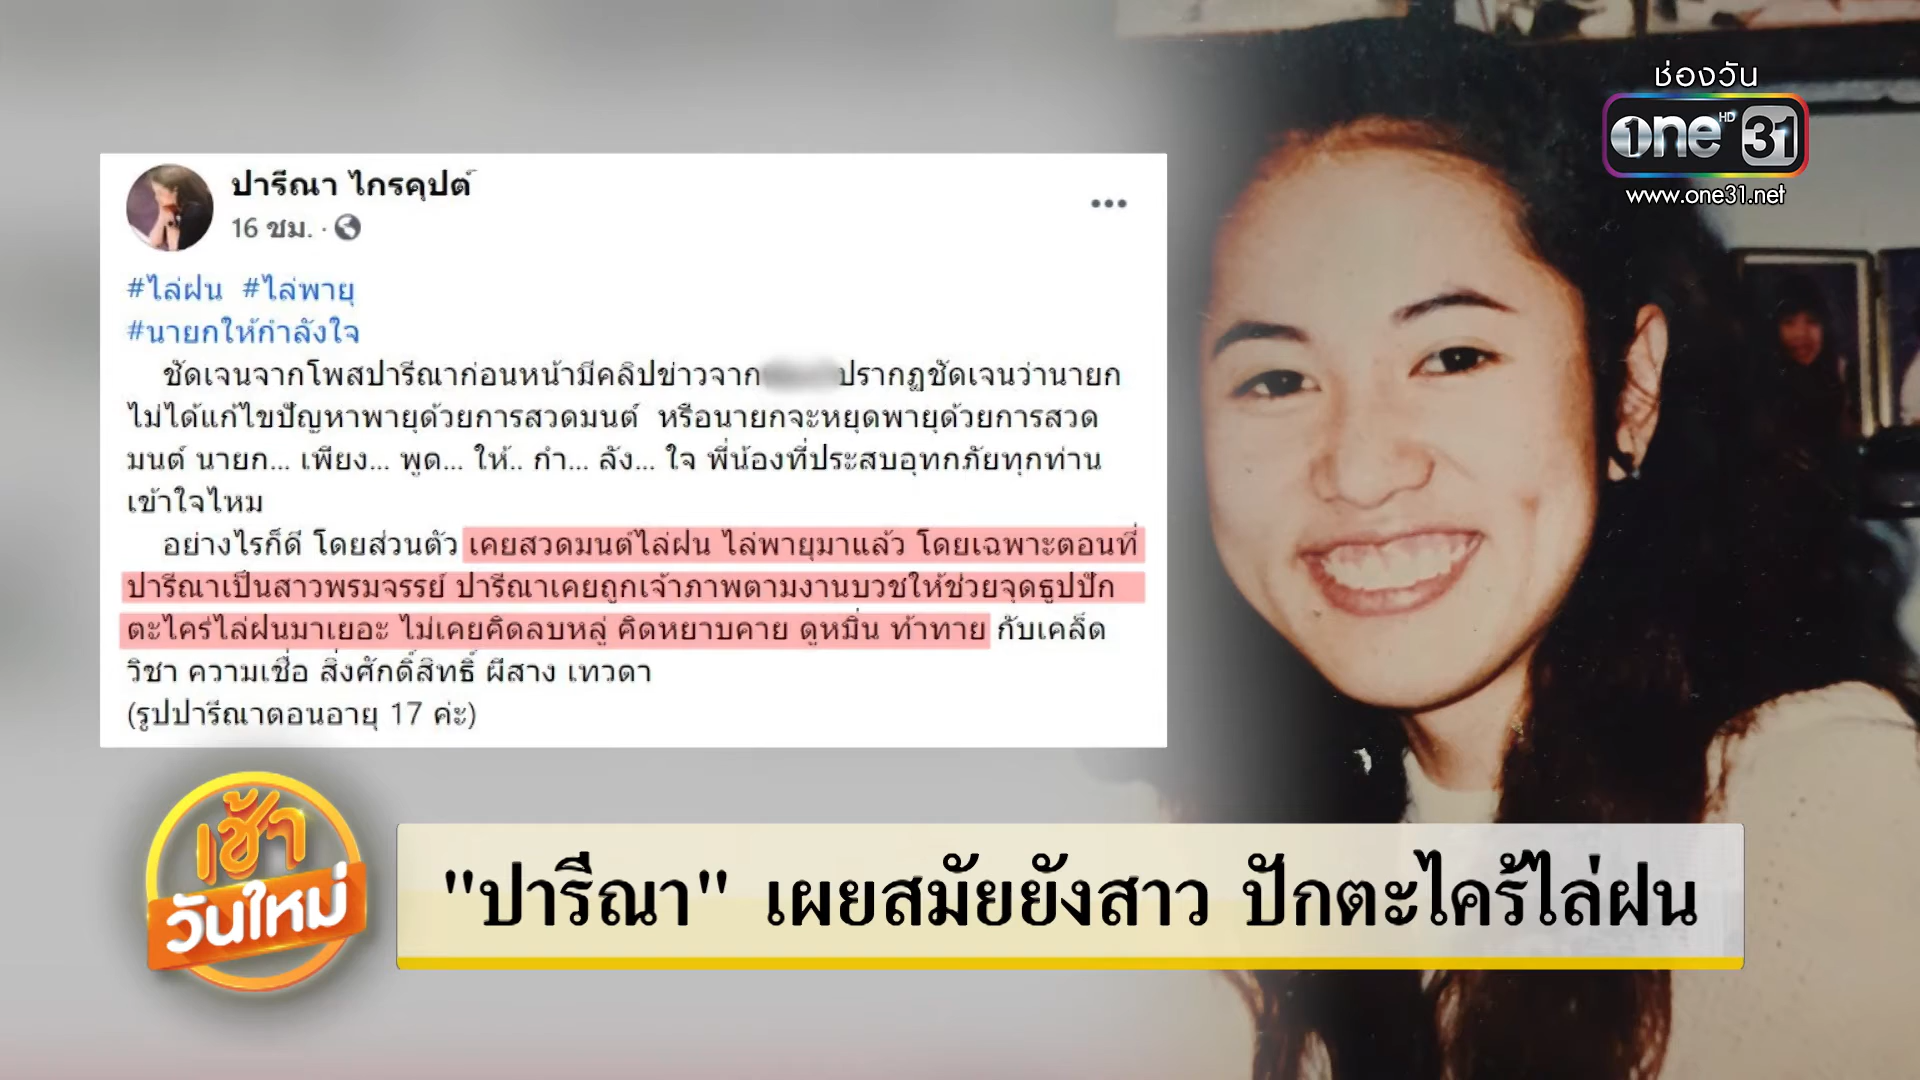 ช่องวัน
one HD 31
www.one31.net
ปารีณา ไกรคุปต์
16 ชม. ·
#ไล่ฝน #ไล่พายุ
#นายกให้กำลังใจ
ชัดเจนจากโพสปารีณาก่อนหน้ามีคลิปข่าวจาก ปรากฏชัดเจนว่านายก
ไม่ได้แก้ไขปัญหาพายุด้วยการสวดมนต์ หรือนายกจะหยุดพายุด้วยการสวด
มนต์ นายก... เพียง... พูด... ให้.. กำ... ลัง... ใจ พี่น้องที่ประสบอุทกภัยทุกท่าน
เข้าใจไหม
อย่างไรก็ดี โดยส่วนตัว เคยสวดมนต์ไล่ฝน ไล่พายุมาแล้ว โดยเฉพาะตอนที่
ปารีณาเป็นสาวพรมจรรย์ ปารีณาเคยถูกเจ้าภาพตามงานบวชให้ช่วยจุดธูปปัก
ตะไคร้ไล่ฝนมาเยอะ ไม่เคยคิดลบหลู่ คิดหยาบคาย ดูหมิ่น ท้าทาย กับเคล็ด
วิชา ความเชื่อ สิ่งศักดิ์สิทธิ์ ผีสาง เทวดา
(รูปปารีณาตอนอายุ 17 ค่ะ)
เช้า
วันใหม่
"ปารีณา" เผยสมัยยังสาว ปักตะไคร้ไล่ฝน